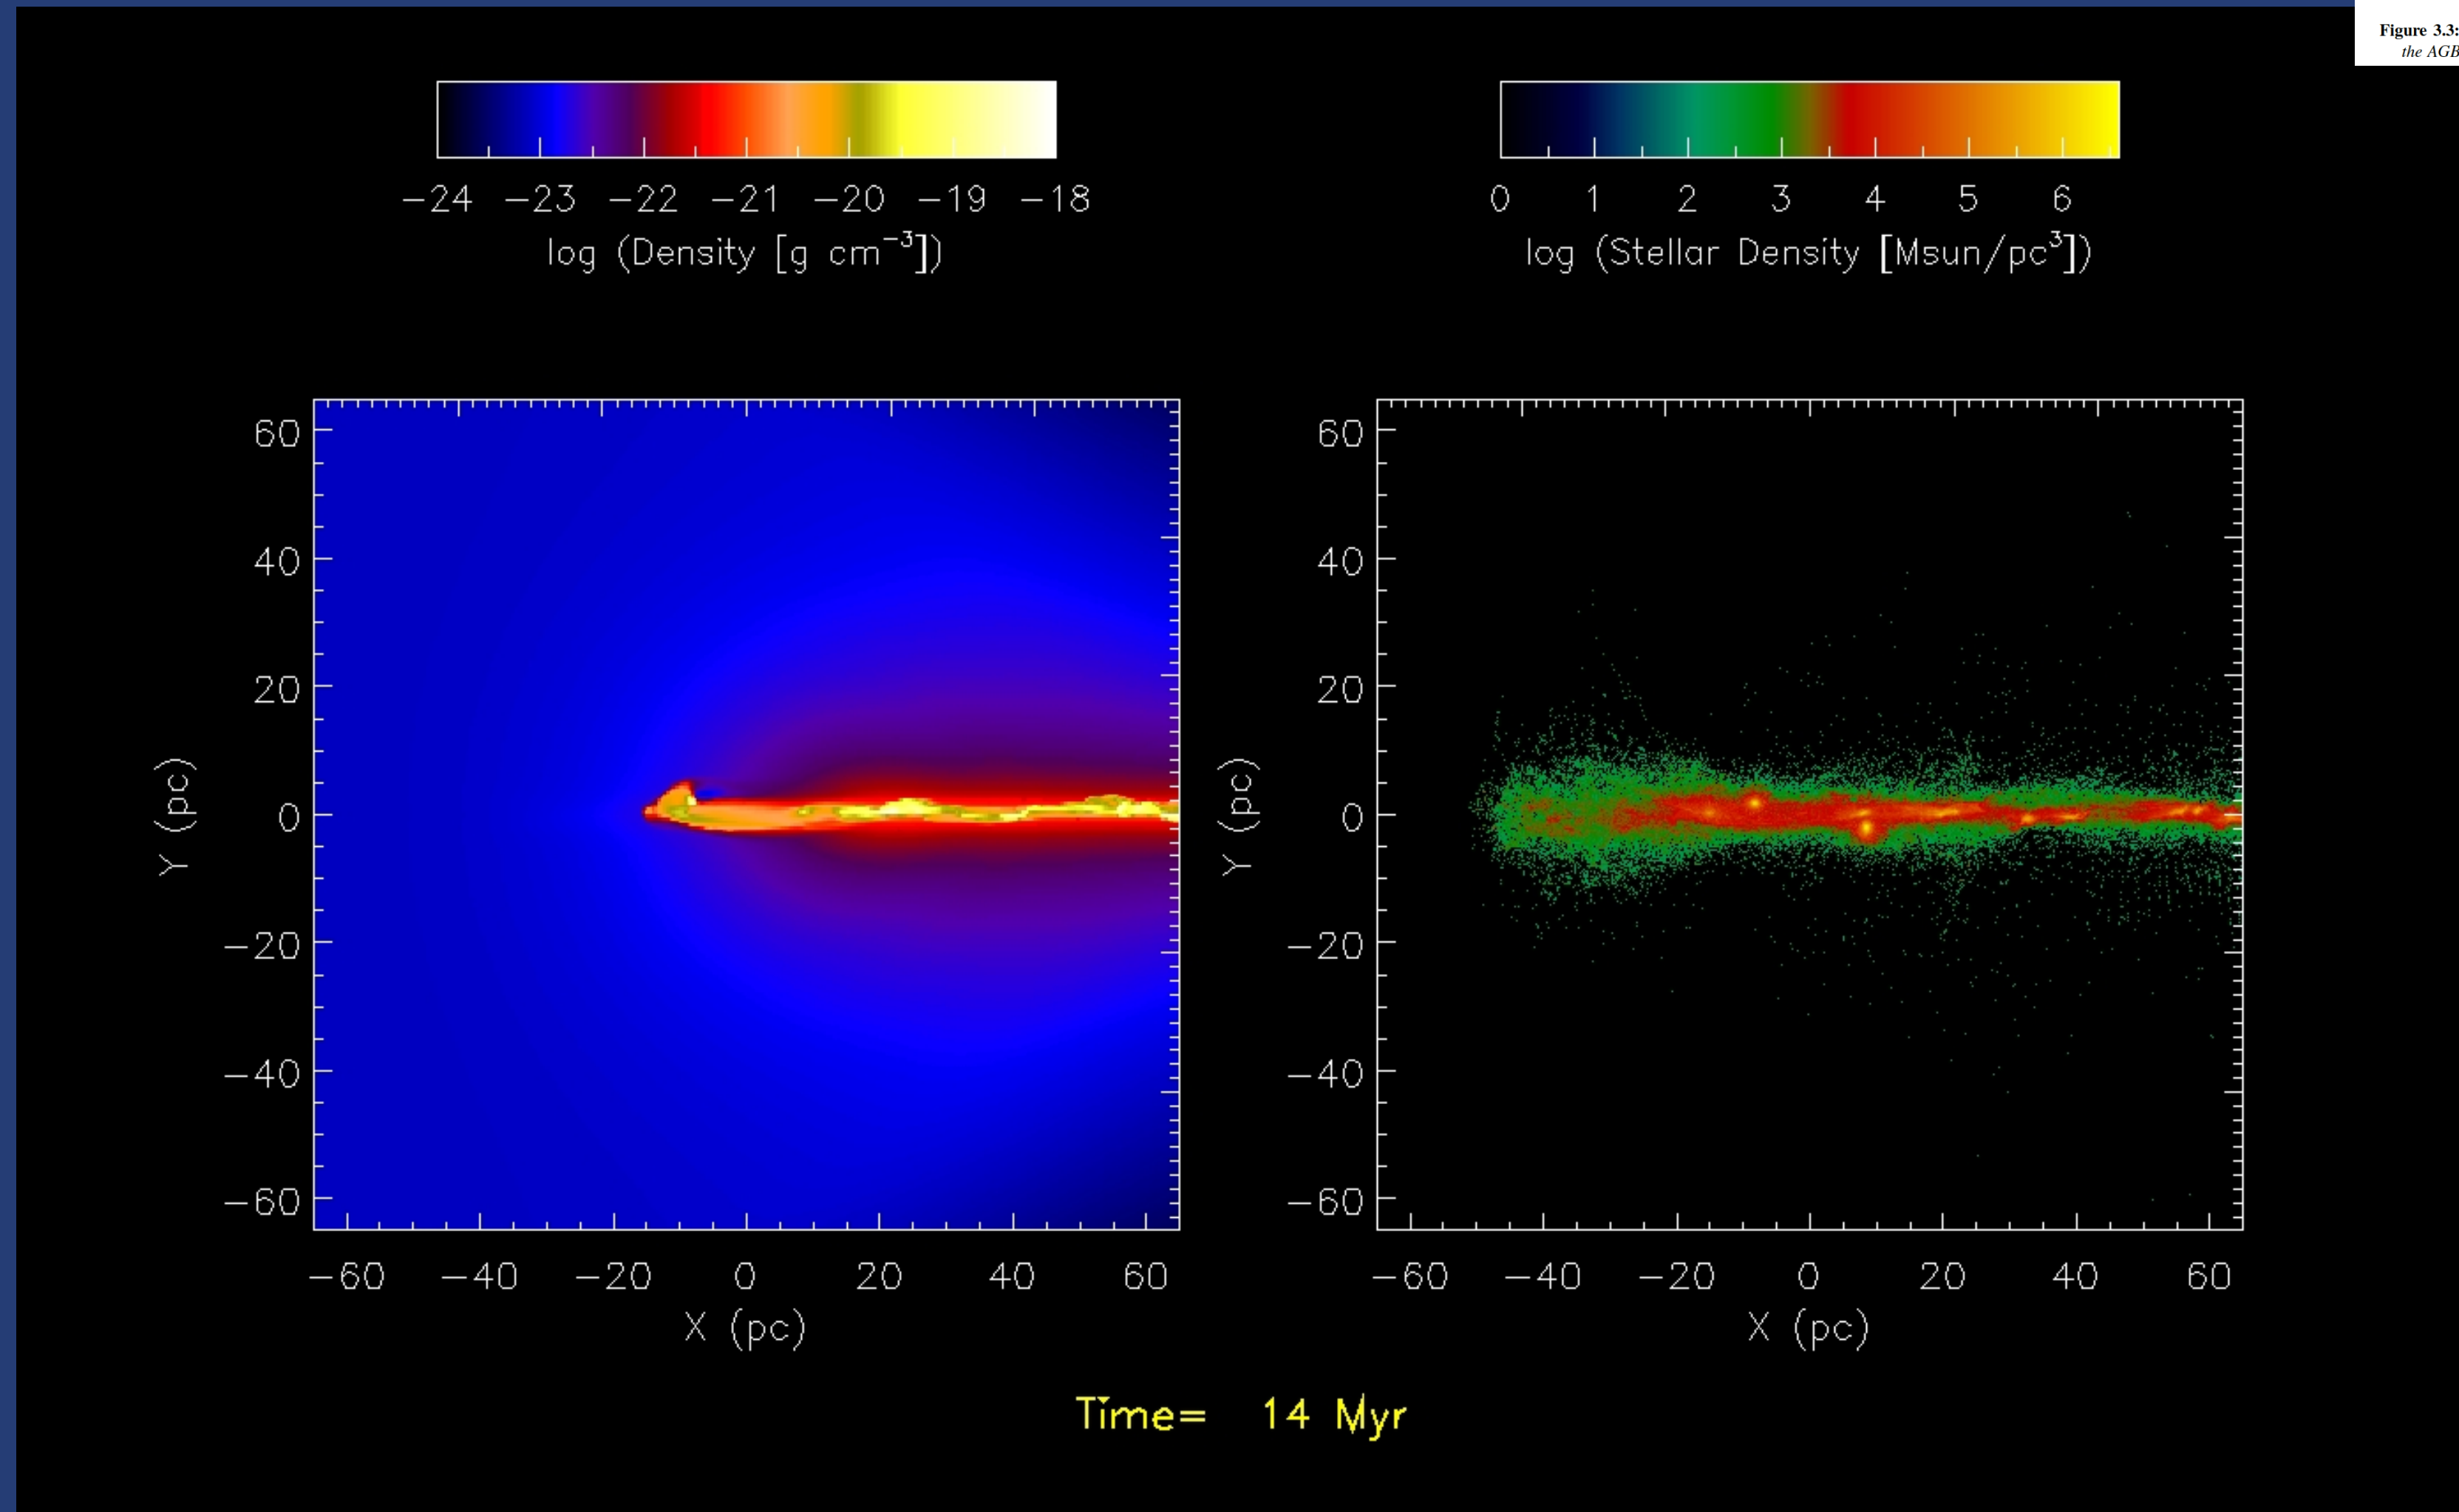 Figure 3.3:
the AGB
−24 −23 −22 −21 −20 −19 −18
log (Density [g cm⁻³])
0 1 2 3 4 5 6
log (Stellar Density [Msun/pc³])
60
40
20
0
−20
−40
−60
Y (pc)
−60 −40 −20 0 20 40 60
X (pc)
60
40
20
0
−20
−40
−60
Y (pc)
−60 −40 −20 0 20 40 60
X (pc)
Time= 14 Myr